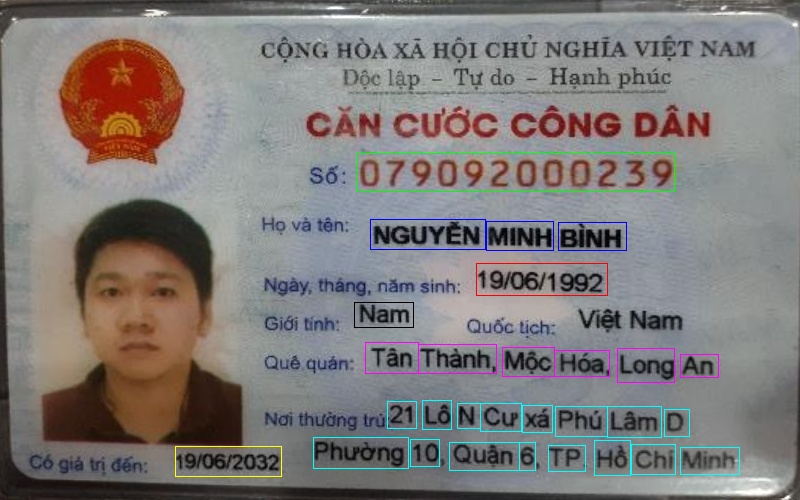 CỘNG HÒA XÃ HỘI CHỦ NGHĨA VIỆT NAM
Độc lập - Tự do - Hạnh phúc
CĂN CƯỚC CÔNG DÂN
Số: 079092000239
Họ và tên: NGUYỄN MINH BÌNH
Ngày, tháng, năm sinh: 19/06/1992
Giới tính: Nam Quốc tịch: Việt Nam
Quê quán: Tân Thành, Mộc Hóa, Long An
Nơi thường trú: 21 Lô N Cư xá Phú Lâm D
Phường 10, Quận 6, TP. Hồ Chí Minh
Có giá trị đến: 19/06/2032